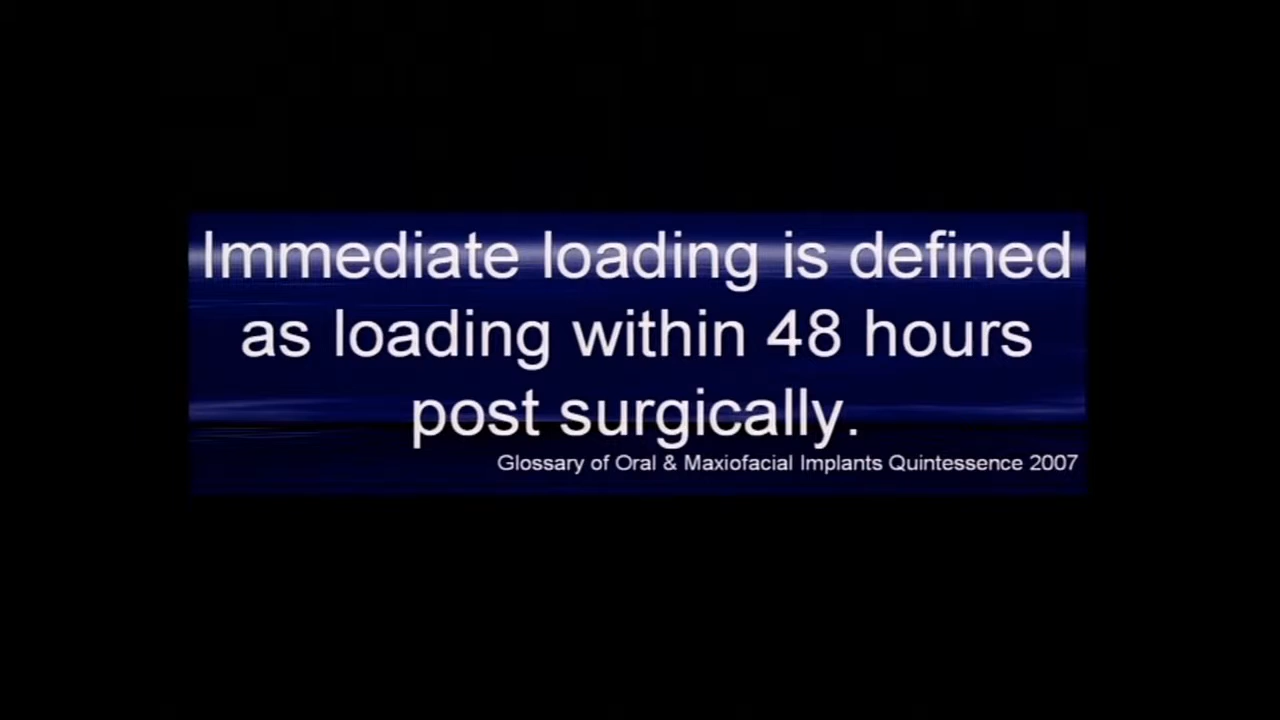 Immediate loading is defined
as loading within 48 hours
post surgically.
Glossary of Oral & Maxiofacial Implants Quintessence 2007